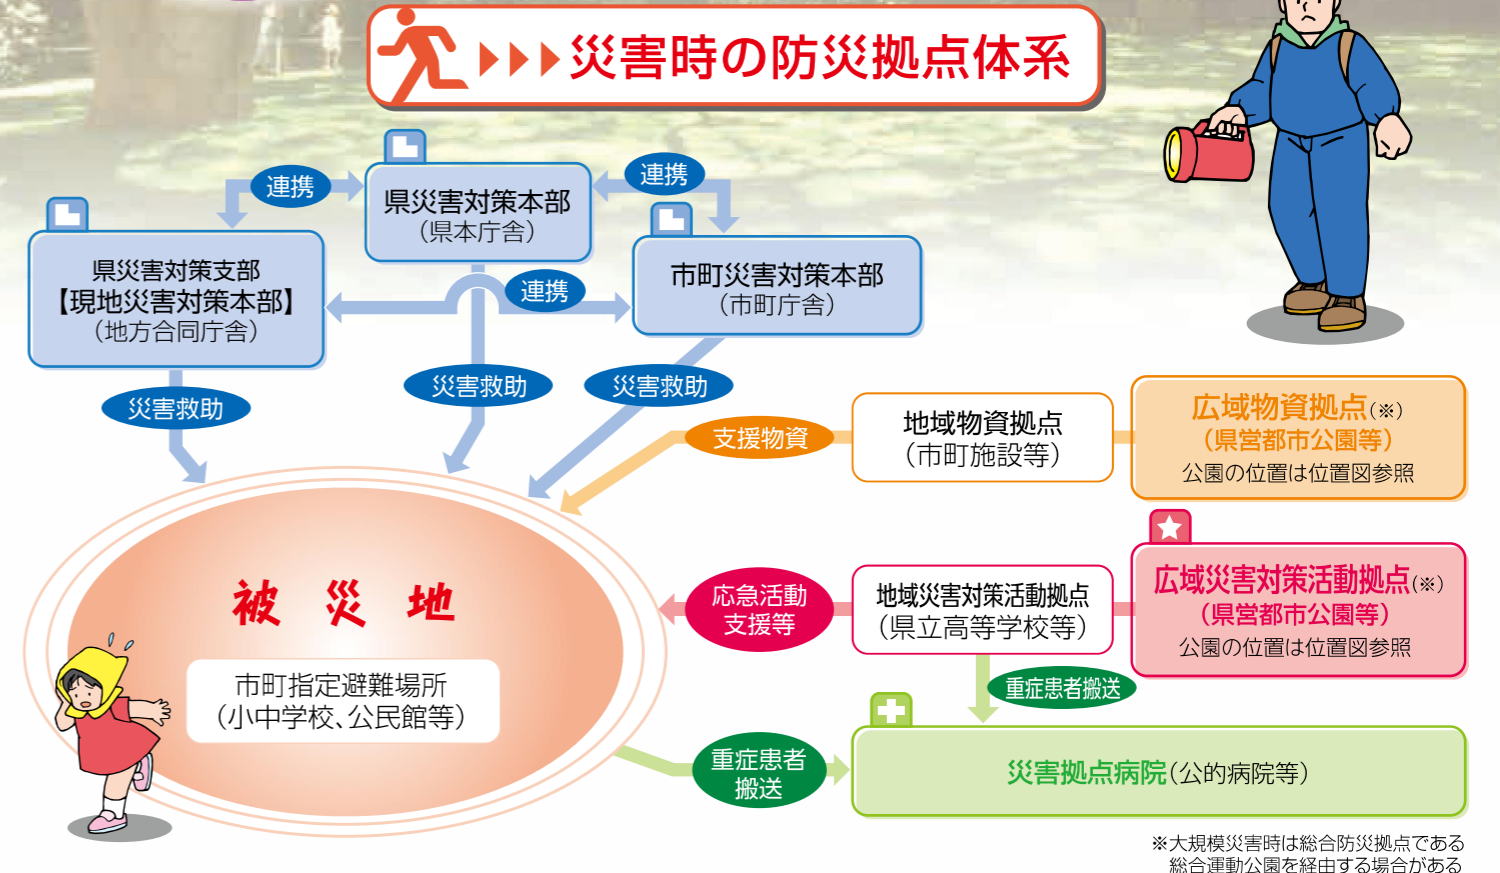 災害時の防災拠点体系
連携
県災害対策本部
（県本庁舎）
連携
県災害対策支部
【現地災害対策本部】
（地方合同庁舎）
連携
市町災害対策本部
（市町庁舎）
災害救助
災害救助
災害救助
支援物資
地域物資拠点
（市町施設等）
広域物資拠点(※)
（県営都市公園等）
公園の位置は位置図参照
被災地
市町指定避難場所
（小中学校、公民館等）
応急活動
支援等
地域災害対策活動拠点
（県立高等学校等）
広域災害対策活動拠点(※)
（県営都市公園等）
公園の位置は位置図参照
重症患者搬送
重症患者
搬送
災害拠点病院（公的病院等）
※大規模災害時は総合防災拠点である
総合運動公園を経由する場合がある